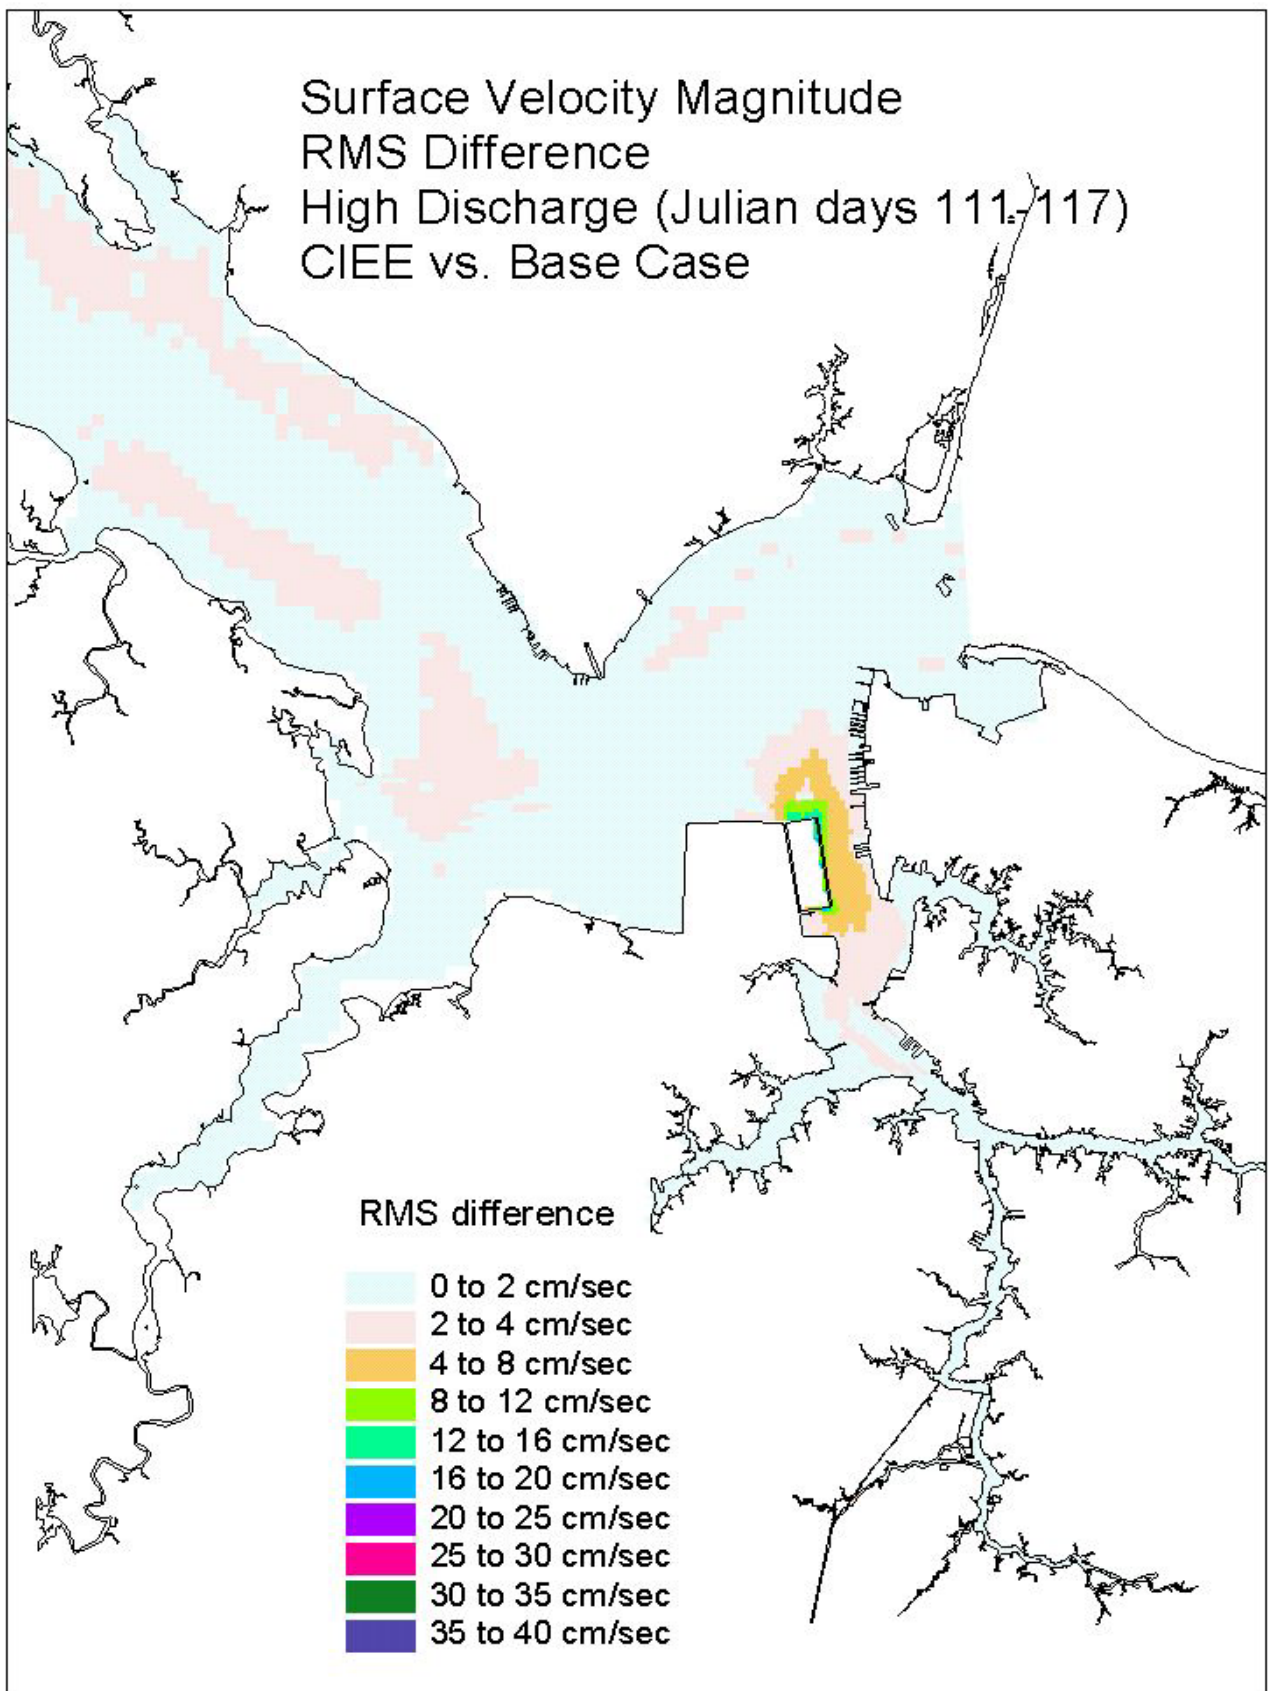 Surface Velocity Magnitude
RMS Difference
High Discharge (Julian days 111-117)
CIEE vs. Base Case
RMS difference
0 to 2 cm/sec
2 to 4 cm/sec
4 to 8 cm/sec
8 to 12 cm/sec
12 to 16 cm/sec
16 to 20 cm/sec
20 to 25 cm/sec
25 to 30 cm/sec
30 to 35 cm/sec
35 to 40 cm/sec